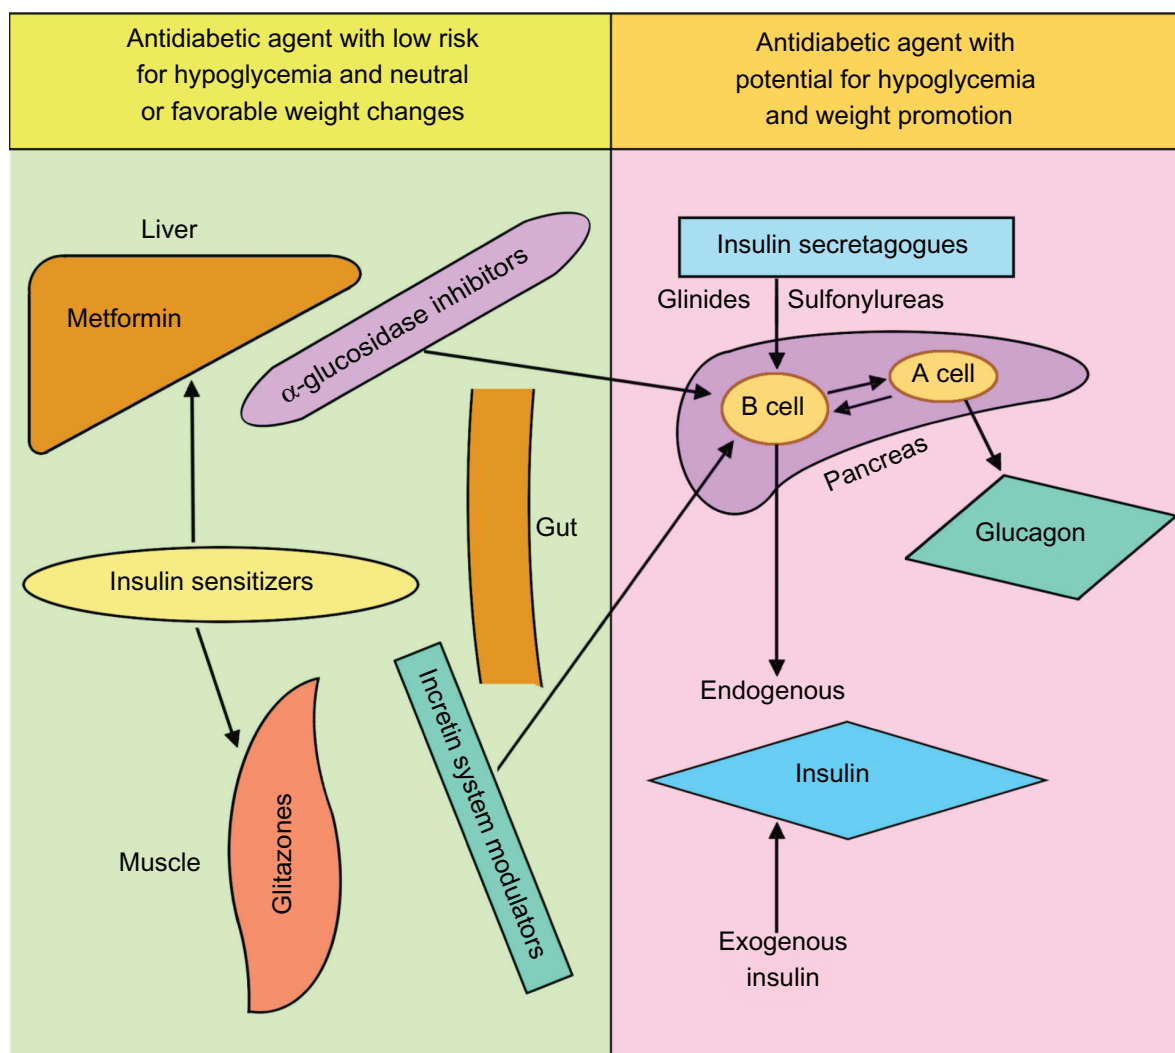 Antidiabetic agent with low risk
for hypoglycemia and neutral
or favorable weight changes
Antidiabetic agent with
potential for hypoglycemia
and weight promotion
Liver
Metformin
α-glucosidase inhibitors
Insulin sensitizers
Gut
Muscle
Glitazones
Incretin system modulators
Insulin secretagogues
Glinides
Sulfonylureas
B cell
A cell
Pancreas
Glucagon
Endogenous
Insulin
Exogenous
insulin